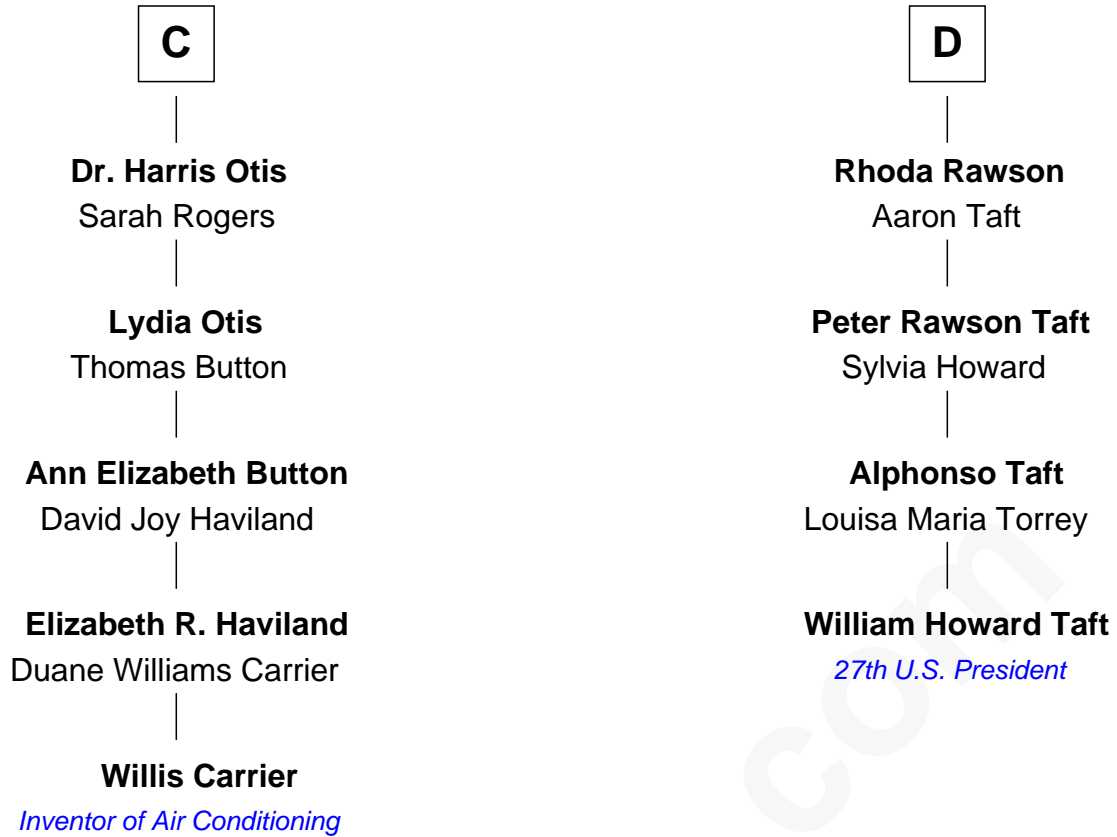 C
Dr. Harris Otis
Sarah Rogers
Lydia Otis
Thomas Button
Ann Elizabeth Button
David Joy Haviland
Elizabeth R. Haviland
Duane Williams Carrier
Willis Carrier
Inventor of Air Conditioning
D
Rhoda Rawson
Aaron Taft
Peter Rawson Taft
Sylvia Howard
Alphonso Taft
Louisa Maria Torrey
William Howard Taft
27th U.S. President
com